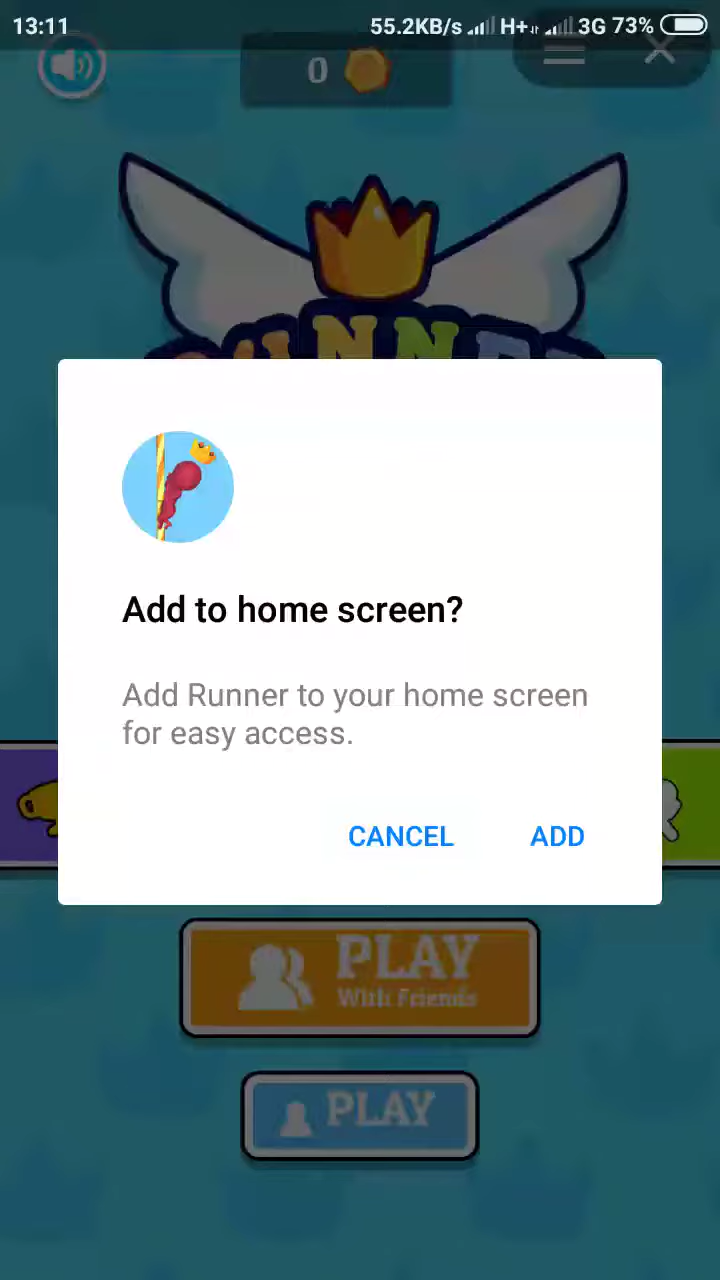 13:11 55.2KB/s H+ 3G 73%
0
Add to home screen?
Add Runner to your home screen
for easy access.
CANCEL ADD
PLAY
With Friends
PLAY